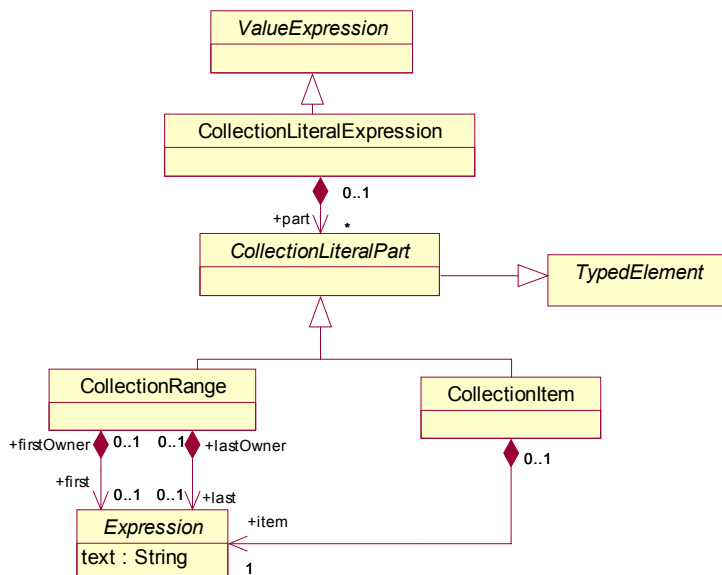 ValueExpression
CollectionLiteralExpression
0..1
+part
*
CollectionLiteralPart
TypedElement
CollectionRange
CollectionItem
+firstOwner
0..1
0..1
+lastOwner
0..1
+first
0..1
0..1
+last
Expression
+item
text : String
1